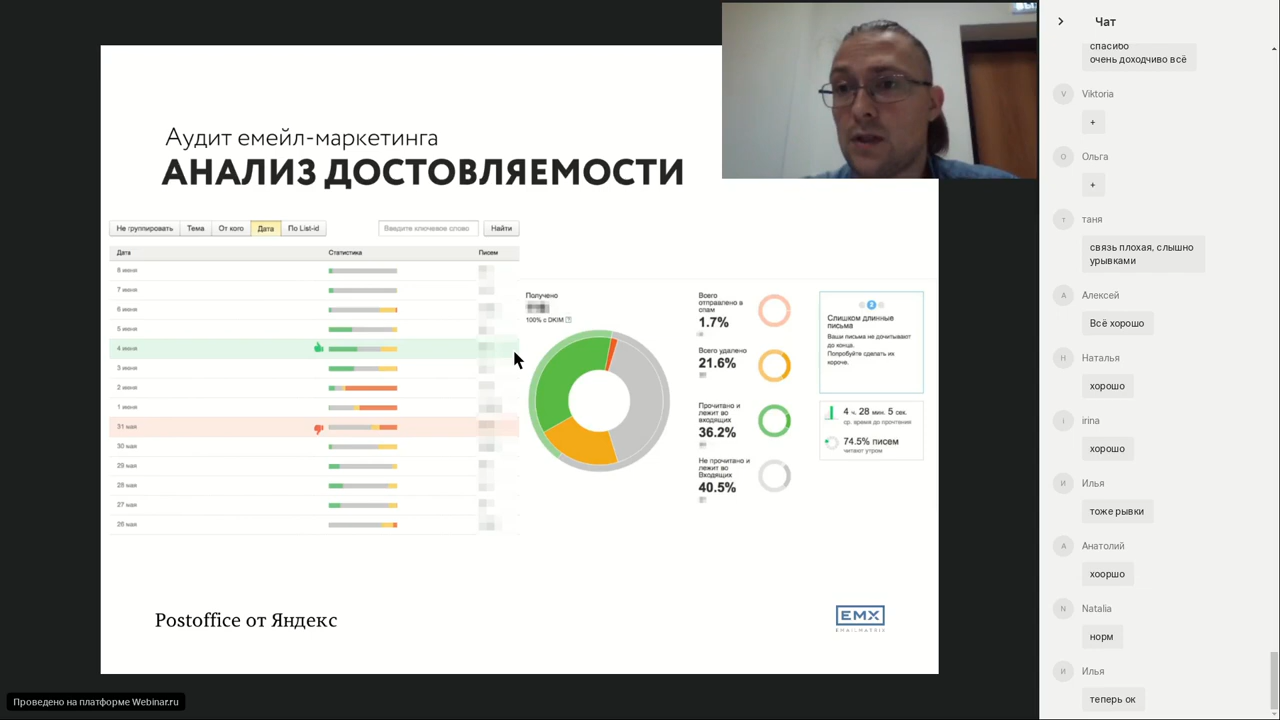 Аудит емейл-маркетинга
АНАЛИЗ ДОСТОВЛЯЕМОСТИ
Не группировать Тема От кого Дата По List-id Введите ключевое слово Найти
Дата Статистика Писем
8 июня
7 июня
6 июня
5 июня
4 июня
3 июня
2 июня
1 июня
31 мая
30 мая
29 мая
28 мая
27 мая
26 мая
Получено
100% с DKIM [?]
Всего
отправлено в
спам
1.7%
Всего удалено
21.6%
Прочитано и
лежит во
входящих
36.2%
Не прочитано и
лежит во
Входящих
40.5%
2
Слишком длинные
письма
Ваши письма не дочитывают
до конца.
Попробуйте сделать их
короче.
4 ч. 28 мин. 5 сек.
ср. время до прочтения
74.5% писем
читают утром
Postoffice от Яндекс
EMX
EMAILMATRIX
Проведено на платформе Webinar.ru
Чат
спасибо
очень доходчиво всё
V Viktoria
+
О Ольга
+
т таня
связь плохая, слышно
урывками
А Алексей
Всё хорошо
Н Наталья
хорошо
i irina
хорошо
И Илья
тоже рывки
А Анатолий
хооршо
N Natalia
норм
И Илья
теперь ок